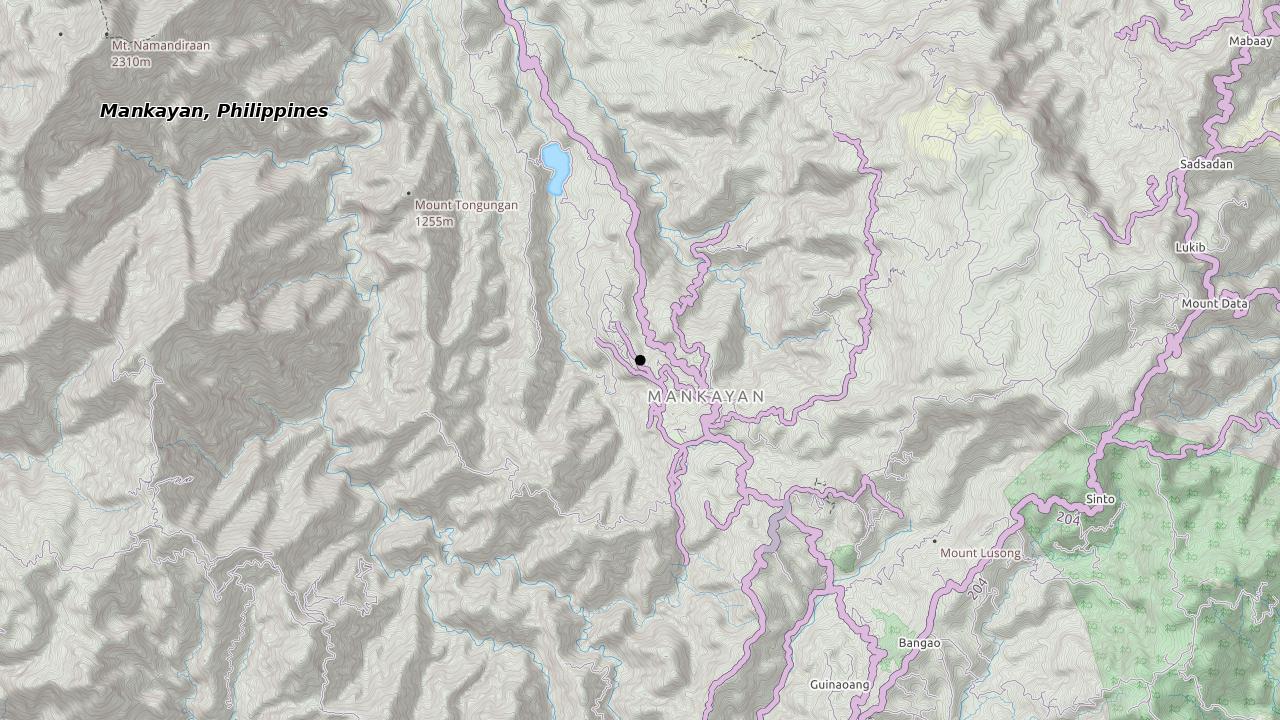 Mabaay
Mt. Namandiraan
2310m
Mankayan, Philippines
Sadsadan
Mount Tongungan
1255m
Lukib
Mount Data
MANKAYAN
Sinto
204
Mount Lusong
204
Bangao
Guinaoang